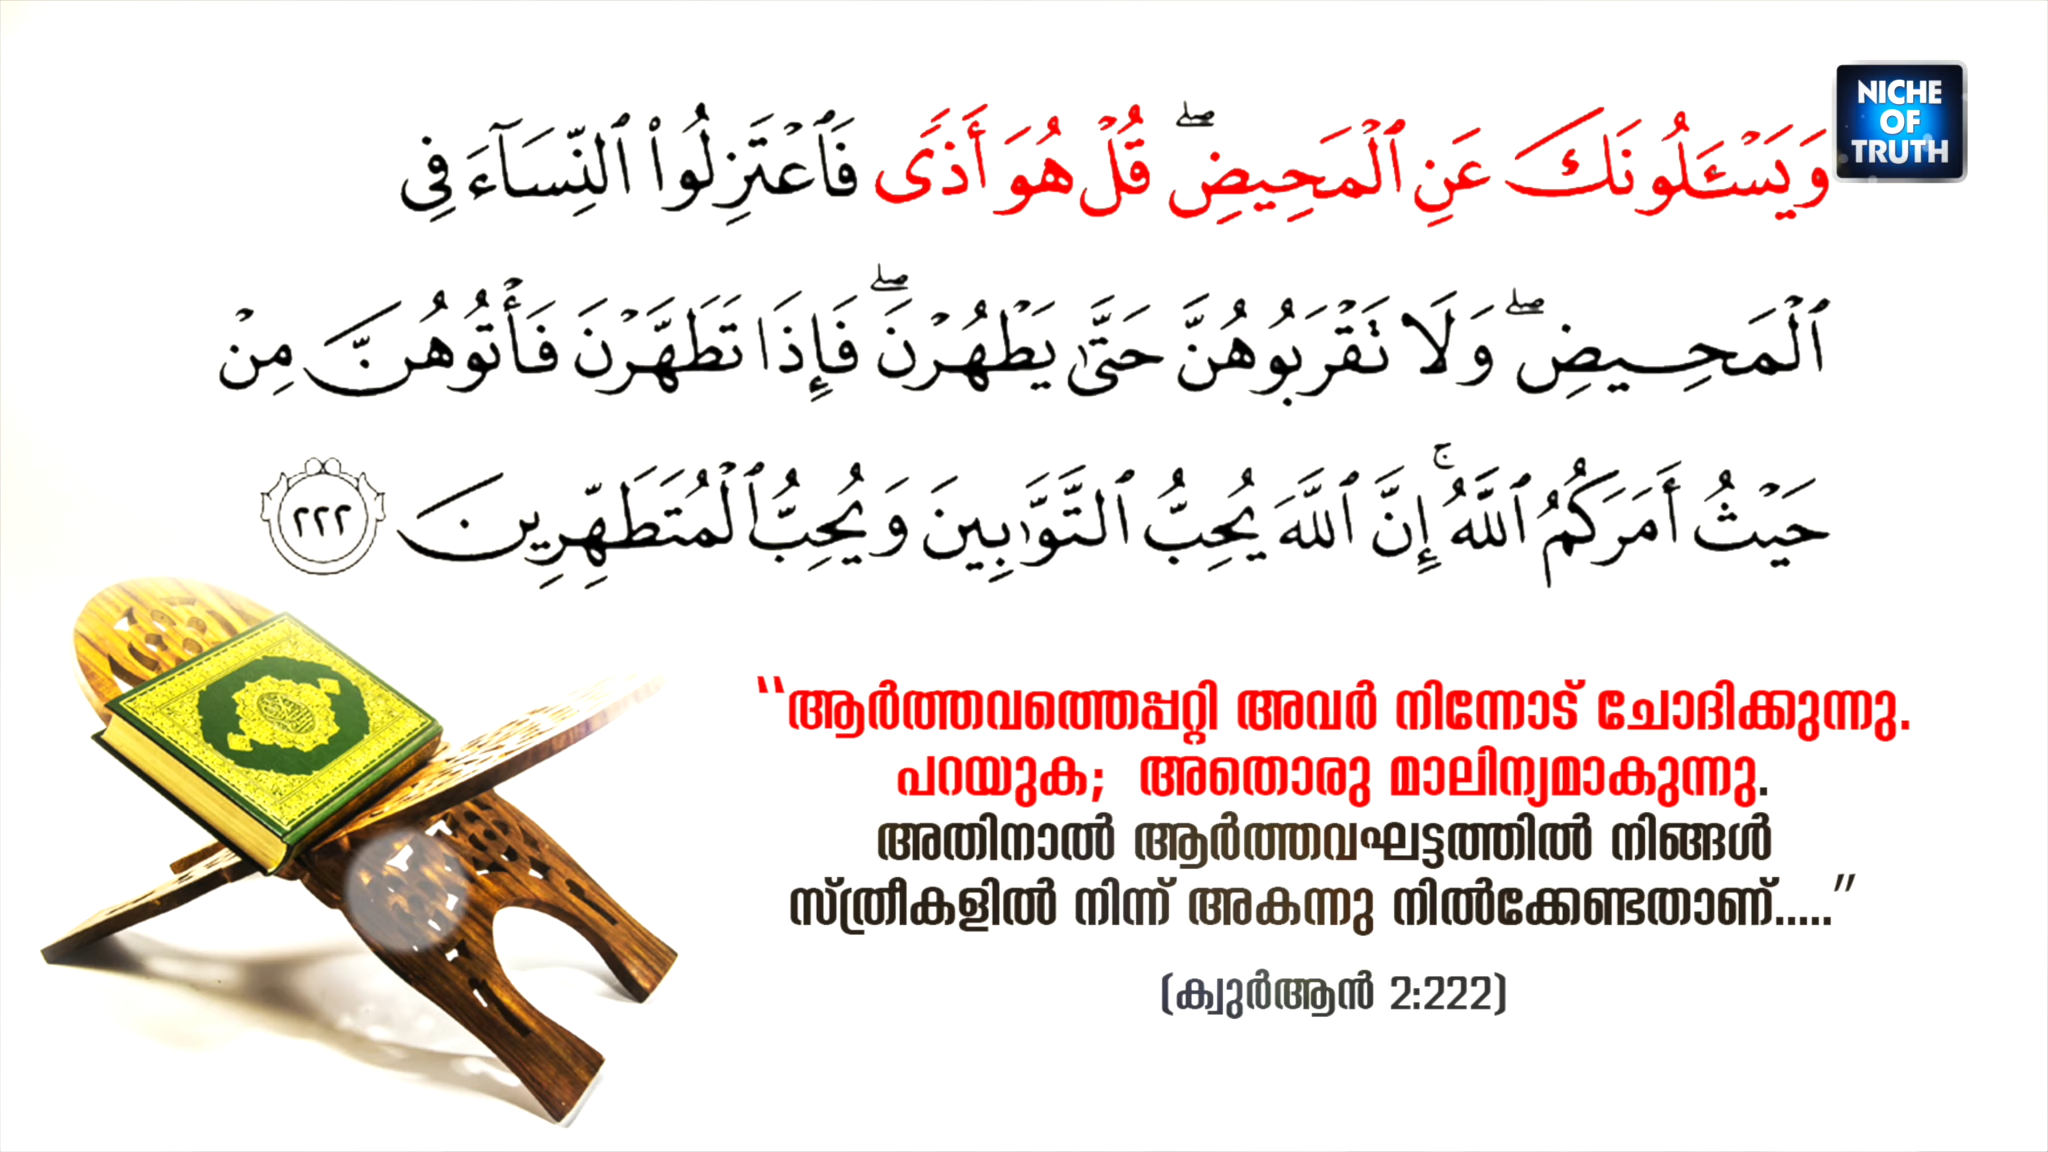 NICHE
OF
TRUTH
وَيَسْـَٔلُونَكَ عَنِ ٱلْمَحِيضِ ۖ قُلْ هُوَ أَذًى فَٱعْتَزِلُوا۟ ٱلنِّسَآءَ فِى
ٱلْمَحِيضِ ۖ وَلَا تَقْرَبُوهُنَّ حَتَّىٰ يَطْهُرْنَ ۖ فَإِذَا تَطَهَّرْنَ فَأْتُوهُنَّ مِنْ
حَيْثُ أَمَرَكُمُ ٱللَّهُ ۚ إِنَّ ٱللَّهَ يُحِبُّ ٱلتَّوَّٰبِينَ وَيُحِبُّ ٱلْمُتَطَهِّرِينَ ٢٢٢
“ആർത്തവത്തെപ്പറ്റി അവർ നിന്നോട് ചോദിക്കുന്നു.
പറയുക; അതൊരു മാലിന്യമാകുന്നു.
അതിനാൽ ആർത്തവഘട്ടത്തിൽ നിങ്ങൾ
സ്ത്രീകളിൽ നിന്ന് അകന്നു നിൽക്കേണ്ടതാണ്.....”
(ക്വുർആൻ 2:222)